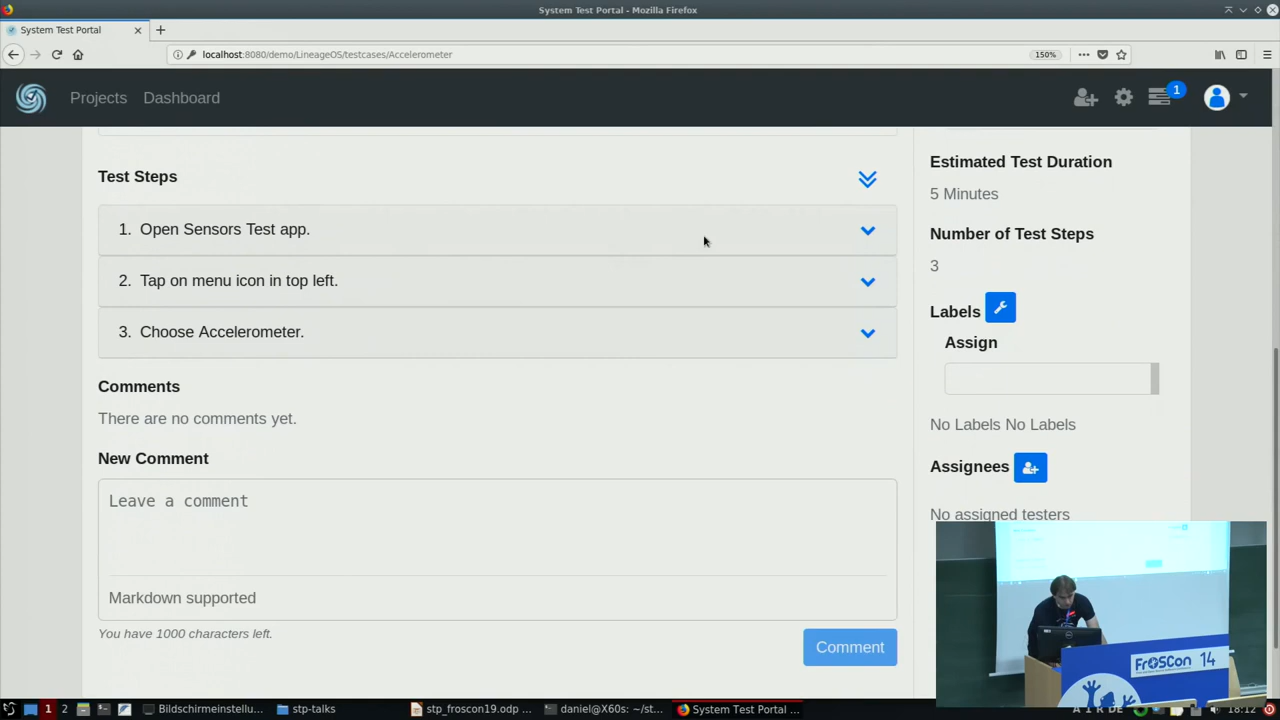 System Test Portal - Mozilla Firefox
System Test Portal
localhost:8080/demo/LineageOS/testcases/Accelerometer
150%
Projects
Dashboard
1
Test Steps
1. Open Sensors Test app.
2. Tap on menu icon in top left.
3. Choose Accelerometer.
Comments
There are no comments yet.
New Comment
Leave a comment
Markdown supported
You have 1000 characters left.
Comment
Estimated Test Duration
5 Minutes
Number of Test Steps
3
Labels
Assign
No Labels No Labels
Assignees
No assigned testers
FrOSCon 14
1
2
Bildschirmeinstellu...
stp-talks
stp_froscon19.odp ...
daniel@X60s: ~/st...
System Test Portal ...
18:12